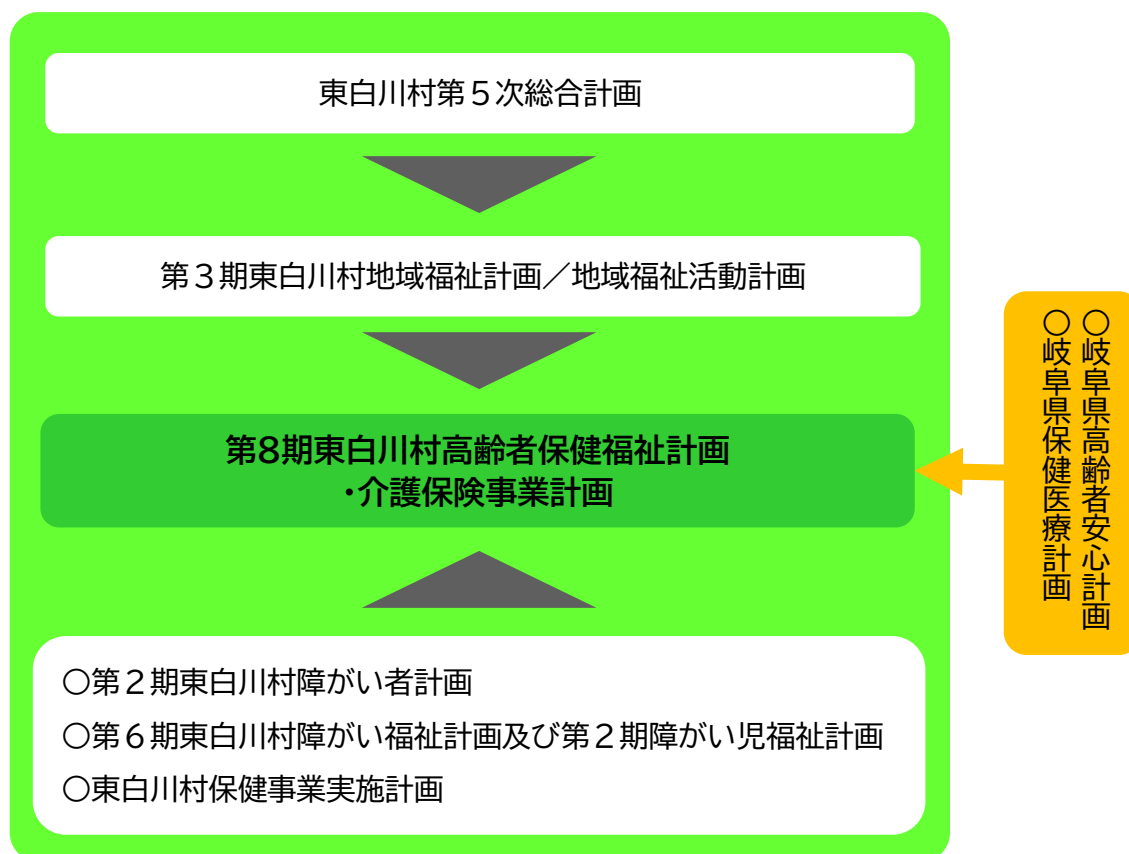 東白川村第５次総合計画
第３期東白川村地域福祉計画／地域福祉活動計画
第8期東白川村高齢者保健福祉計画
・介護保険事業計画
○第２期東白川村障がい者計画
○第６期東白川村障がい福祉計画及び第２期障がい児福祉計画
○東白川村保健事業実施計画
○岐阜県高齢者安心計画
○岐阜県保健医療計画